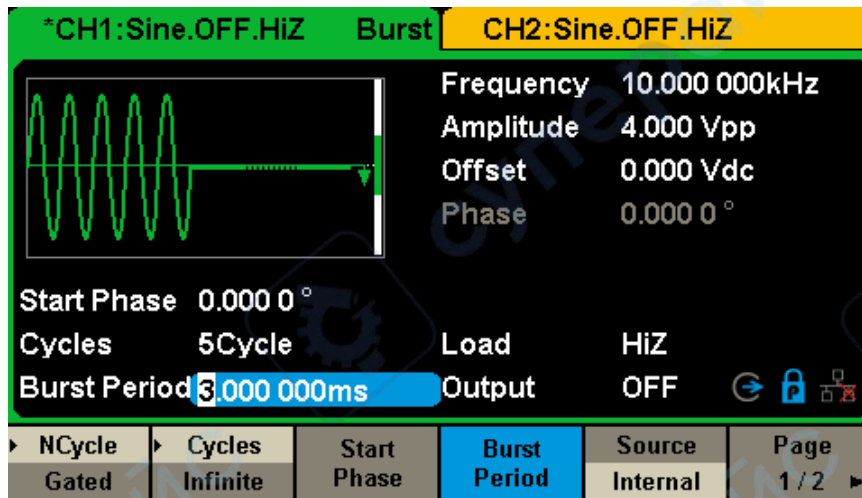 *CH1:Sine.OFF.HiZ Burst CH2:Sine.OFF.HiZ
Frequency 10.000 000kHz
Amplitude 4.000 Vpp
Offset 0.000 Vdc
Phase 0.000 0 °
Start Phase 0.000 0 °
Cycles 5Cycle Load HiZ
Burst Period 3.000 000ms Output OFF P
NCycle Cycles Start Burst Source Page
Gated Infinite Phase Period Internal 1/2